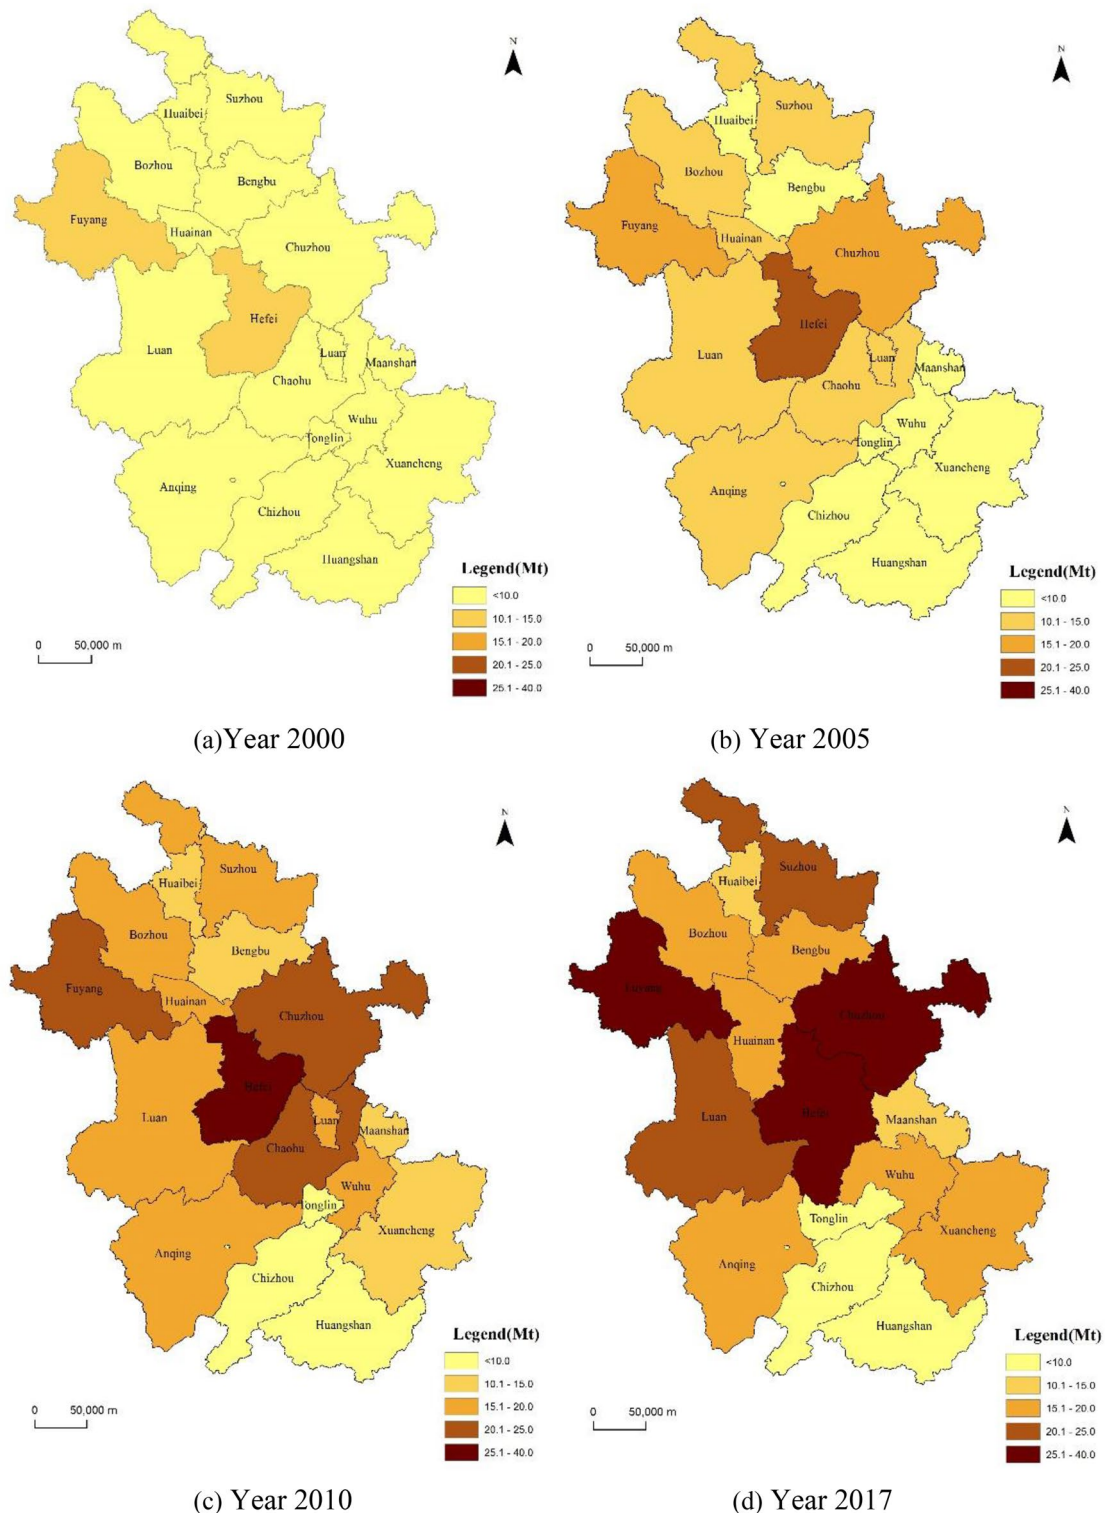 N
Suzhou
Huaibei
Bozhou
Bengbu
Fuyang
Huainan
Chuzhou
Hefei
Luan
Luan
Maanshan
Chaohu
Wuhu
Tonglin
Xuancheng
Anqing
Chizhou
Huangshan
Legend(Mt)
<10.0
10.1 - 15.0
15.1 - 20.0
20.1 - 25.0
25.1 - 40.0
0 50,000 m
(a)Year 2000
N
Suzhou
Huaibei
Bozhou
Bengbu
Fuyang
Huainan
Chuzhou
Hefei
Luan
Luan
Maanshan
Chaohu
Wuhu
Tonglin
Xuancheng
Anqing
Chizhou
Huangshan
Legend(Mt)
<10.0
10.1 - 15.0
15.1 - 20.0
20.1 - 25.0
25.1 - 40.0
0 50,000 m
(b) Year 2005
N
Suzhou
Huaibei
Bozhou
Bengbu
Fuyang
Huainan
Chuzhou
Hefei
Luan
Luan
Maanshan
Chaohu
Wuhu
Tonglin
Xuancheng
Anqing
Chizhou
Huangshan
Legend(Mt)
<10.0
10.1 - 15.0
15.1 - 20.0
20.1 - 25.0
25.1 - 40.0
0 50,000 m
(c) Year 2010
N
Suzhou
Huaibei
Bozhou
Bengbu
Fuyang
Chuzhou
Huainan
Luan
Hefei
Maanshan
Wuhu
Tonglin
Xuancheng
Anqing
Chizhou
Huangshan
Legend(Mt)
<10.0
10.1 - 15.0
15.1 - 20.0
20.1 - 25.0
25.1 - 40.0
0 50,000 m
(d) Year 2017